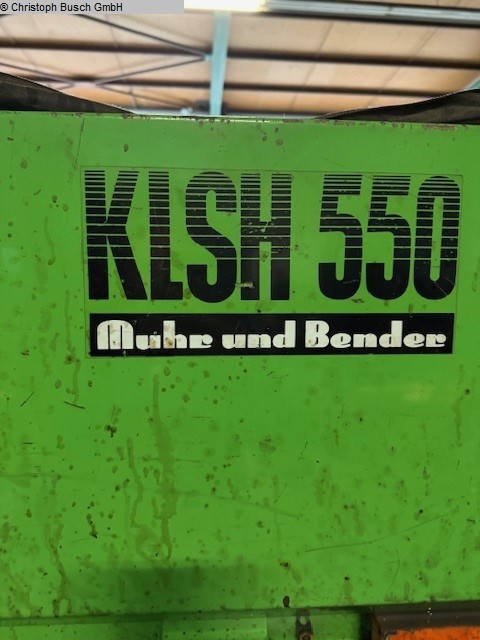 © Christoph Busch GmbH
KLSH 550
Muhr und Bender